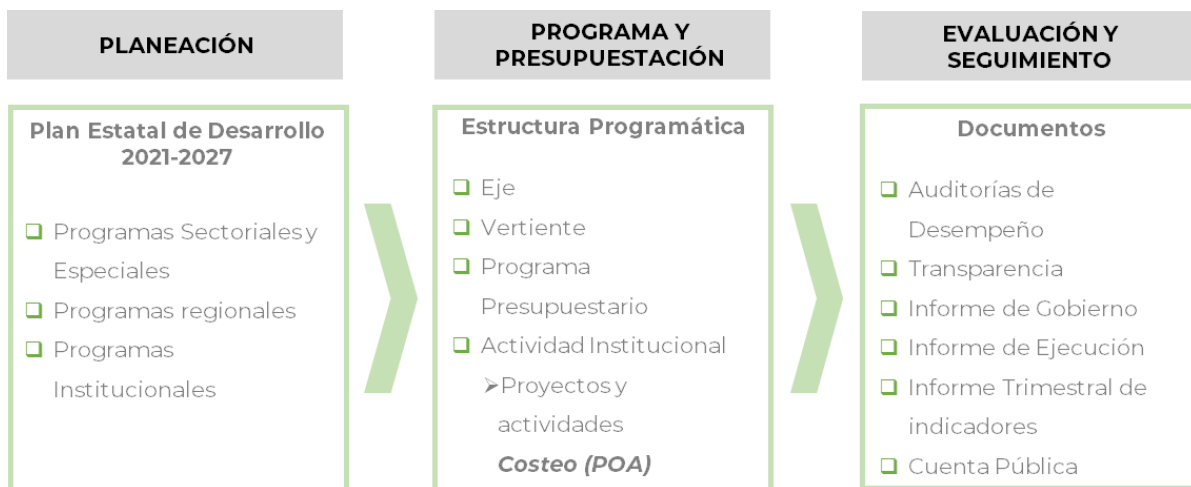 PLANEACIÓN
Plan Estatal de Desarrollo
2021-2027
Programas Sectoriales y
Especiales
Programas regionales
Programas
Institucionales
PROGRAMA Y
PRESUPUESTACIÓN
Estructura Programática
Eje
Vertiente
Programa
Presupuestario
Actividad Institucional
Proyectos y
actividades
Costeo (POA)
EVALUACIÓN Y
SEGUIMIENTO
Documentos
Auditorías de
Desempeño
Transparencia
Informe de Gobierno
Informe de Ejecución
Informe Trimestral de
indicadores
Cuenta Pública